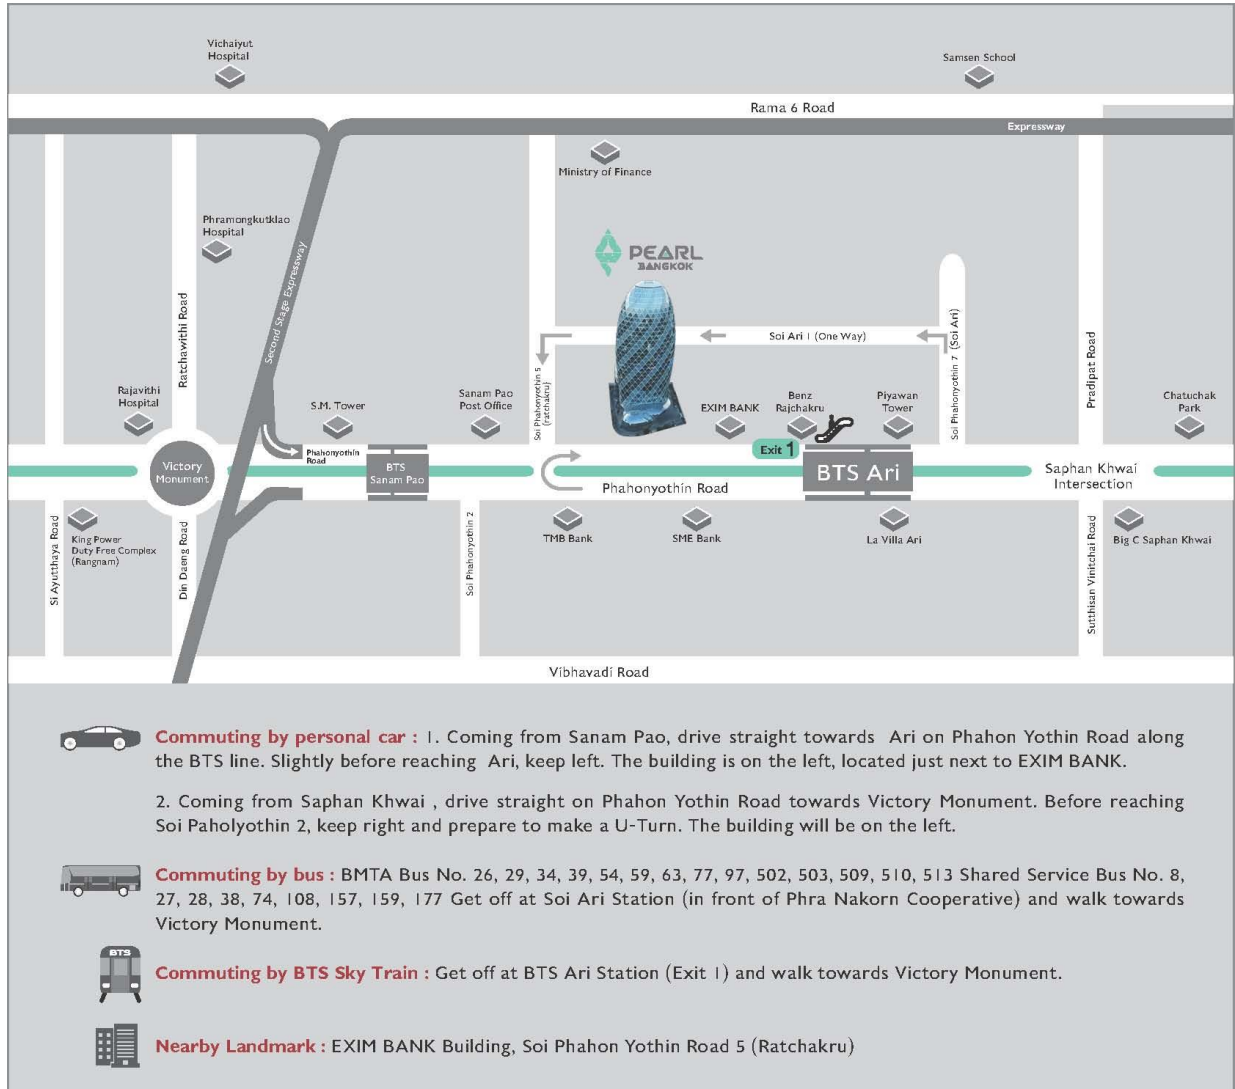 Vichaiyut
Hospital
Samsen School
Rama 6 Road
Expressway
Ministry of Finance
Phramongkutklao
Hospital
Second Stage Expressway
PEARL
BANGKOK
Ratchawithi Road
Soi Ari 1 (One Way)
Soi Phahonyothin 7 (Soi Ari)
Pradipat Road
Soi Phahonyothin 5
(ratchakru)
Rajavithi
Hospital
S.M. Tower
Sanam Pao
Post Office
EXIM BANK
Benz
Rajchakru
Piyawan
Tower
Chatuchak
Park
Exit 1
Victory
Monument
Phahonyothin
Road
BTS
Sanam Pao
Phahonyothin Road
BTS Ari
Saphan Khwai
Intersection
Si Ayutthaya Road
King Power
Duty Free Complex
(Rangnam)
Din Daeng Road
Soi Phahonyothin 2
TMB Bank
SME Bank
La Villa Ari
Sutthisan Vinitchai Road
Big C Saphan Khwai
Vibhavadi Road
Commuting by personal car : 1. Coming from Sanam Pao, drive straight towards Ari on Phahon Yothin Road along
the BTS line. Slightly before reaching Ari, keep left. The building is on the left, located just next to EXIM BANK.
2. Coming from Saphan Khwai , drive straight on Phahon Yothin Road towards Victory Monument. Before reaching
Soi Paholyothin 2, keep right and prepare to make a U-Turn. The building will be on the left.
Commuting by bus : BMTA Bus No. 26, 29, 34, 39, 54, 59, 63, 77, 97, 502, 503, 509, 510, 513 Shared Service Bus No. 8,
27, 28, 38, 74, 108, 157, 159, 177 Get off at Soi Ari Station (in front of Phra Nakorn Cooperative) and walk towards
Victory Monument.
BTS
Commuting by BTS Sky Train : Get off at BTS Ari Station (Exit 1) and walk towards Victory Monument.
Nearby Landmark : EXIM BANK Building, Soi Phahon Yothin Road 5 (Ratchakru)